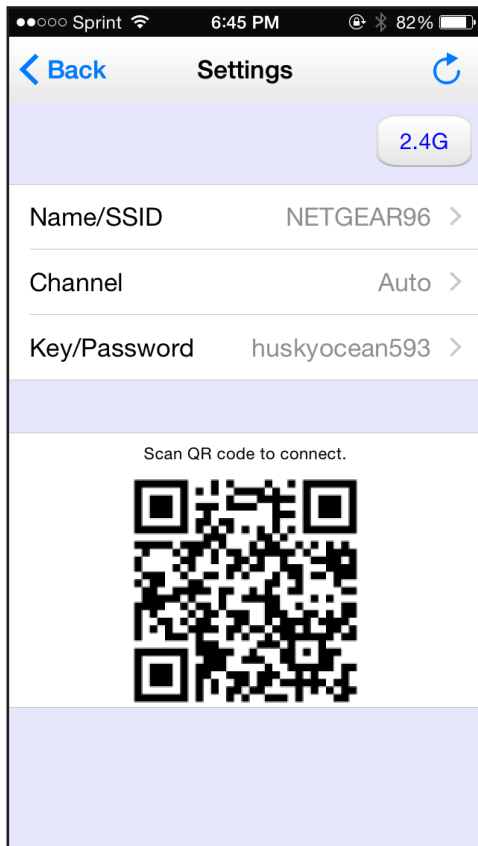 Sprint 6:45 PM 82%
Back Settings
2.4G
Name/SSID NETGEAR96
Channel Auto
Key/Password huskyocean593
Scan QR code to connect.